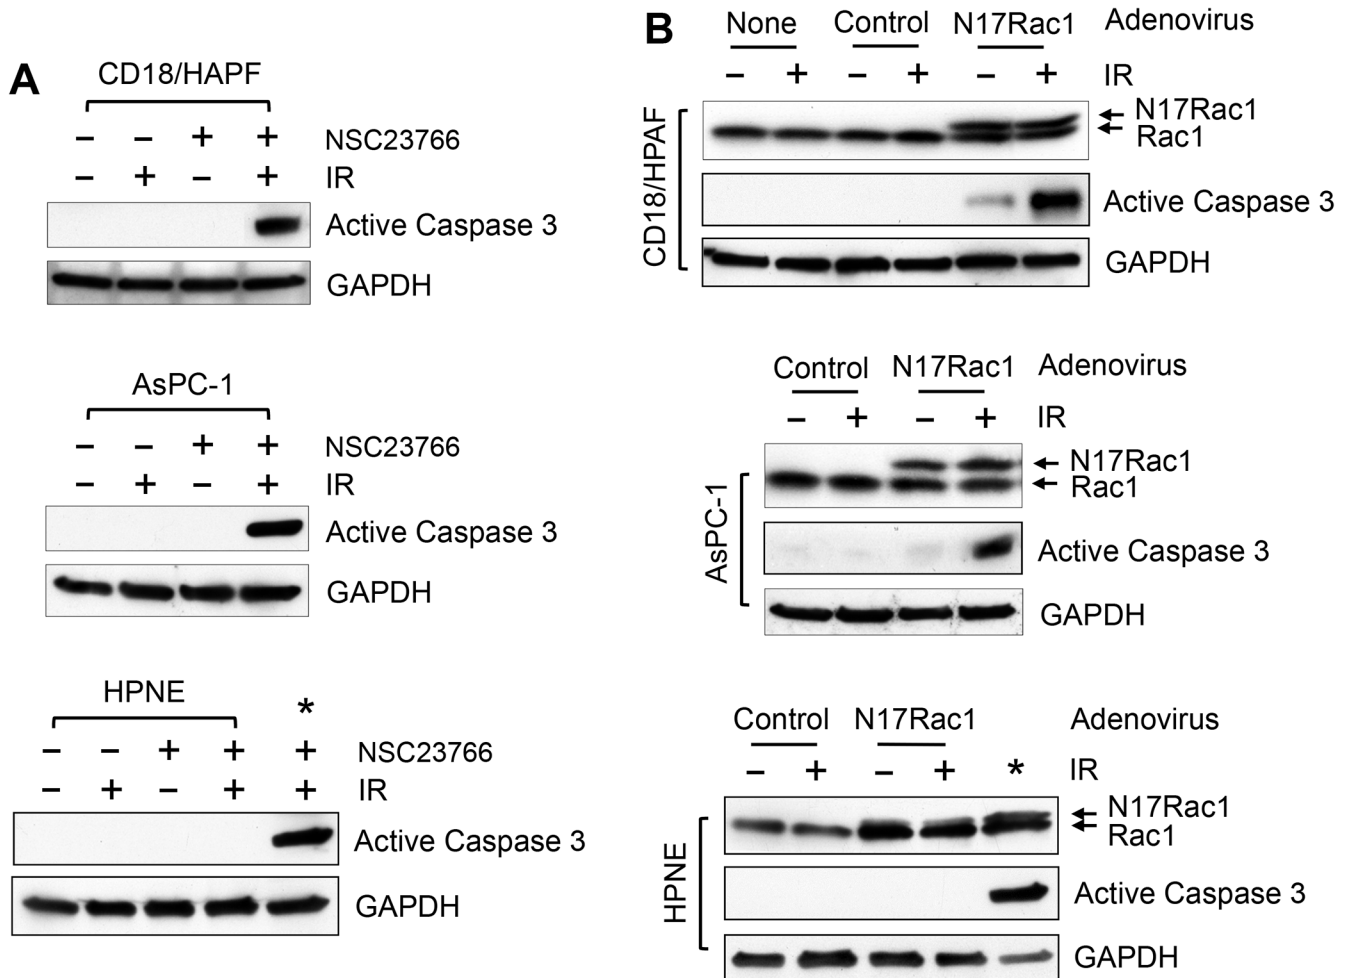 A
CD18/HAPF
– – + + NSC23766
– + – + IR
Active Caspase 3
GAPDH
AsPC-1
– – + + NSC23766
– + – + IR
Active Caspase 3
GAPDH
HPNE *
– – + + + NSC23766
– + – + + IR
Active Caspase 3
GAPDH
B
None Control N17Rac1 Adenovirus
– + – + – + IR
CD18/HPAF
N17Rac1
Rac1
Active Caspase 3
GAPDH
Control N17Rac1 Adenovirus
– + – + IR
AsPC-1
N17Rac1
Rac1
Active Caspase 3
GAPDH
Control N17Rac1 Adenovirus
– + – + * IR
HPNE
N17Rac1
Rac1
Active Caspase 3
GAPDH